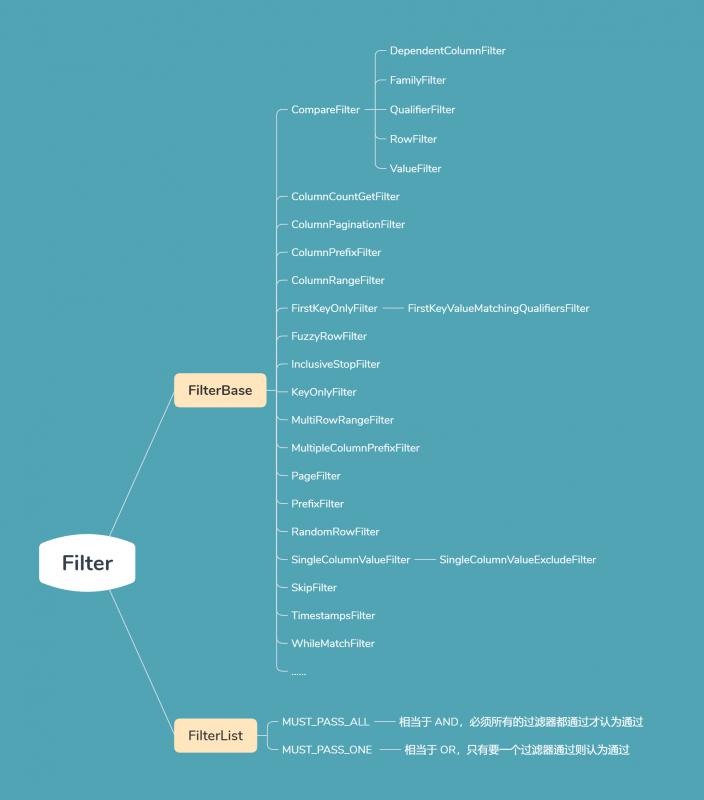 DependentColumnFilter
FamilyFilter
CompareFilter
QualifierFilter
RowFilter
ValueFilter
ColumnCountGetFilter
ColumnPaginationFilter
ColumnPrefixFilter
ColumnRangeFilter
FirstKeyOnlyFilter FirstKeyValueMatchingQualifiersFilter
FuzzyRowFilter
InclusiveStopFilter
FilterBase
KeyOnlyFilter
MultiRowRangeFilter
MultipleColumnPrefixFilter
PageFilter
PrefixFilter
RandomRowFilter
Filter
SingleColumnValueFilter SingleColumnValueExcludeFilter
SkipFilter
TimestampsFilter
WhileMatchFilter
......
FilterList
MUST_PASS_ALL 相当于 AND，必须所有的过滤器都通过才认为通过
MUST_PASS_ONE 相当于 OR，只有要一个过滤器通过则认为通过